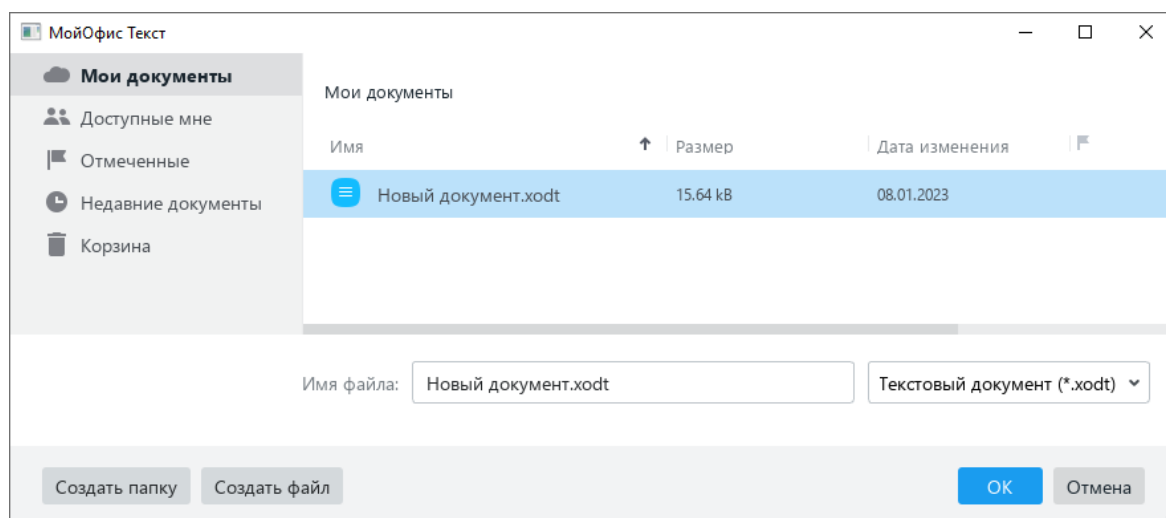 МойОфис Текст
Мои документы
Доступные мне
Отмеченные
Недавние документы
Корзина
Мои документы
Имя Размер Дата изменения
Новый документ.xodt 15.64 kB 08.01.2023
Имя файла: Новый документ.xodt Текстовый документ (*.xodt)
Создать папку Создать файл OK Отмена